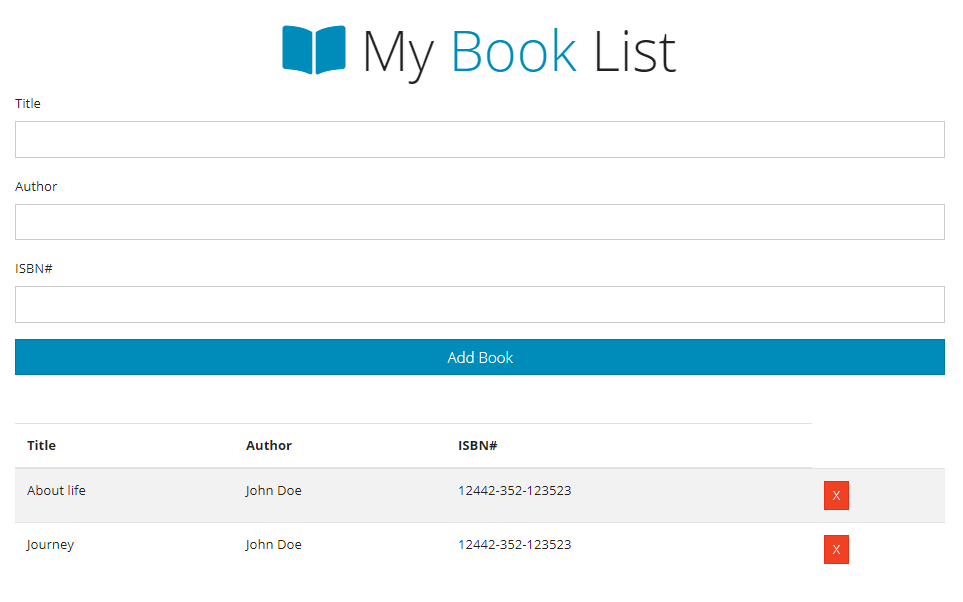 My Book List
Title
Author
ISBN#
Add Book
Title Author ISBN#
About life John Doe 12442-352-123523 X
Journey John Doe 12442-352-123523 X